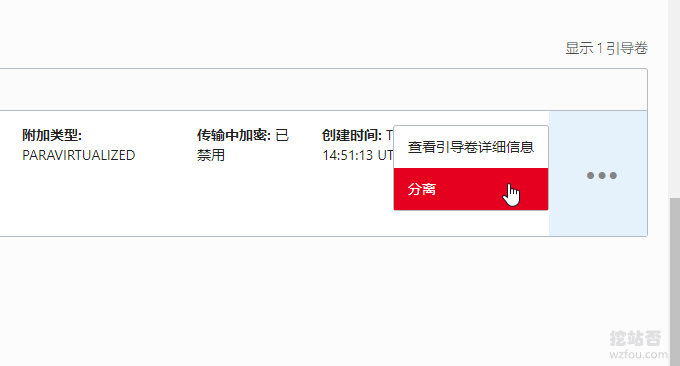 显示 1 引导卷
附加类型:
PARAVIRTUALIZED
传输中加密: 已
禁用
创建时间: T
14:51:13 UT
查看引导卷详细信息
分离
挖站否
wzfou.com